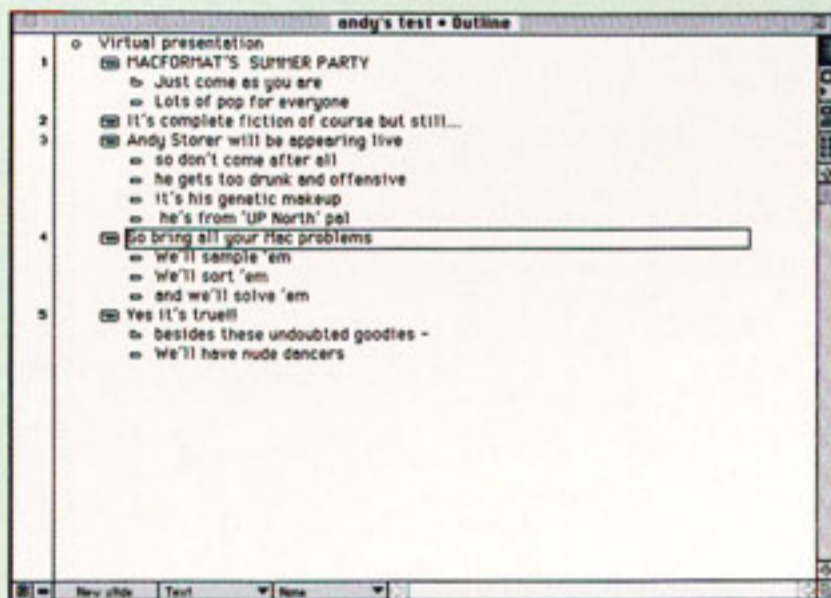 andy's test • Outline
Virtual presentation
1 MACFORMAT'S SUMMER PARTY
Just come as you are
Lots of pop for everyone
2 It's complete fiction of course but still...
3 Andy Storer will be appearing live
so don't come after all
he gets too drunk and offensive
it's his genetic makeup
he's from 'UP North' pal
4 So bring all your Mac problems
We'll sample 'em
We'll sort 'em
and we'll solve 'em
5 Yes it's true!!!
besides these undoubted goodies -
We'll have nude dancers
New slide Text None